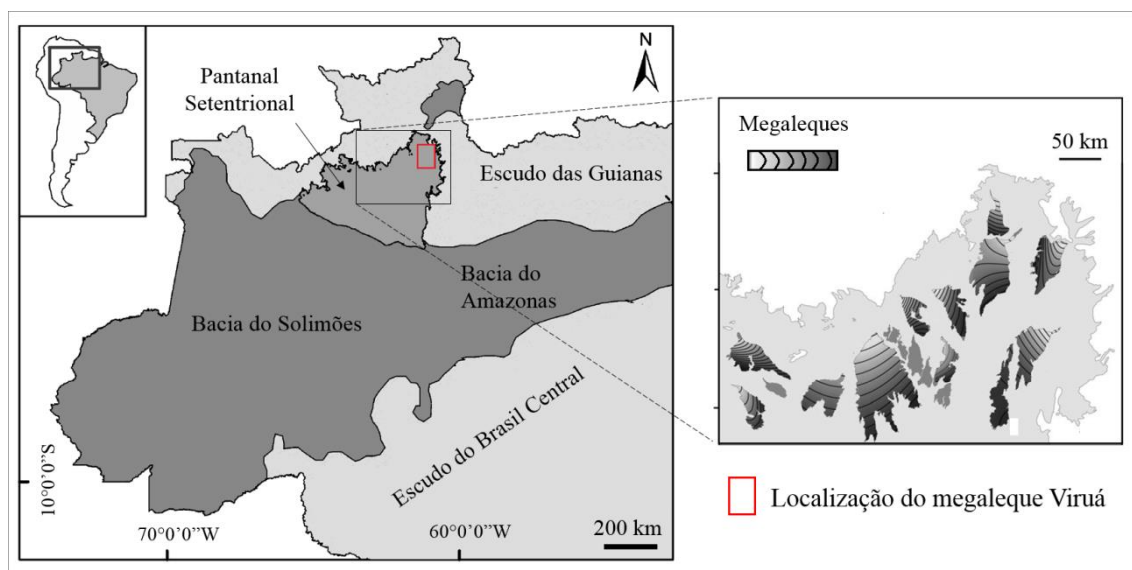 N
Pantanal
Setentrional
Escudo das Guianas
Bacia do
Amazonas
Bacia do Solimões
Escudo do Brasil Central
10°0'0”S
70°0’0”W
60°0’0”W
200 km
Megaleques
50 km
Localização do megaleque Viruá